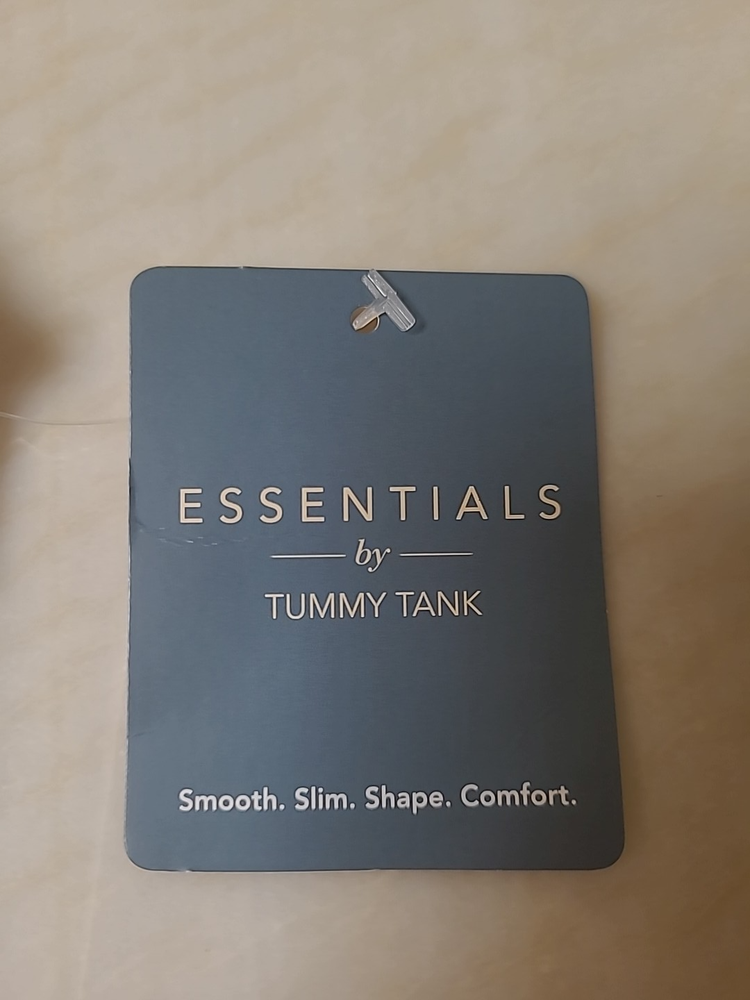 ESSENTIALS
by
TUMMY TANK
Smooth. Slim. Shape. Comfort.